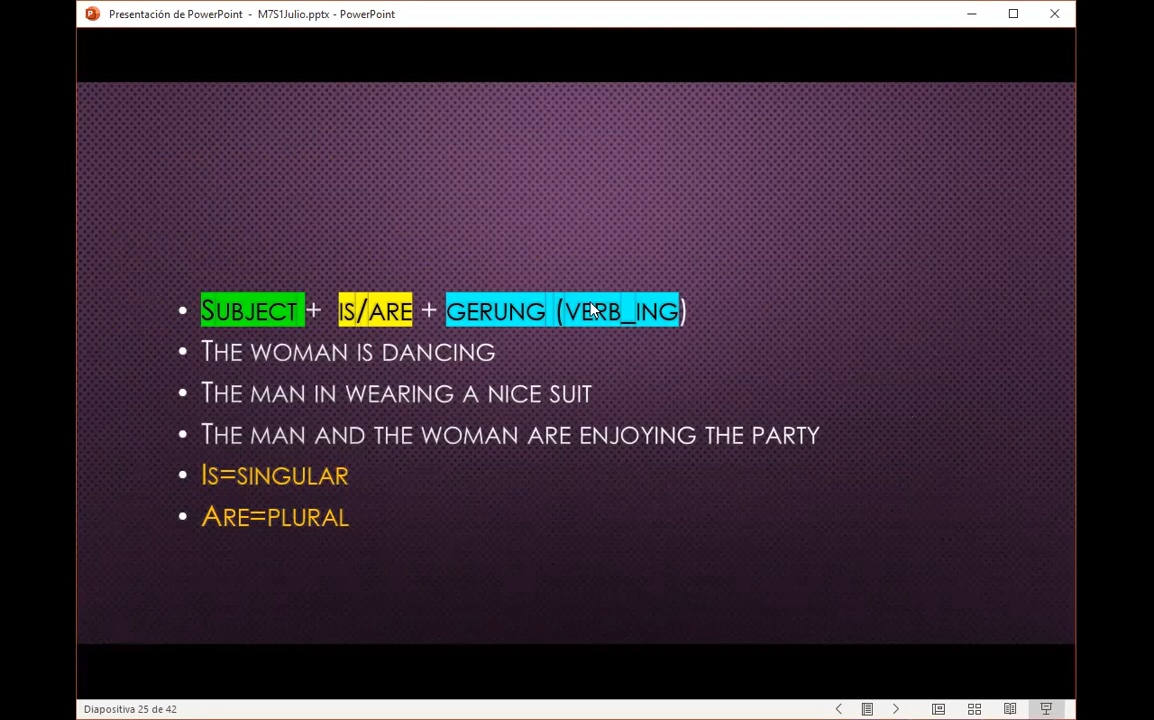 Presentación de PowerPoint - M7S1Julio.pptx - PowerPoint
• SUBJECT + IS/ARE + GERUNG (VERB_ING)
• THE WOMAN IS DANCING
• THE MAN IN WEARING A NICE SUIT
• THE MAN AND THE WOMAN ARE ENJOYING THE PARTY
• IS=SINGULAR
• ARE=PLURAL
Diapositiva 25 de 42